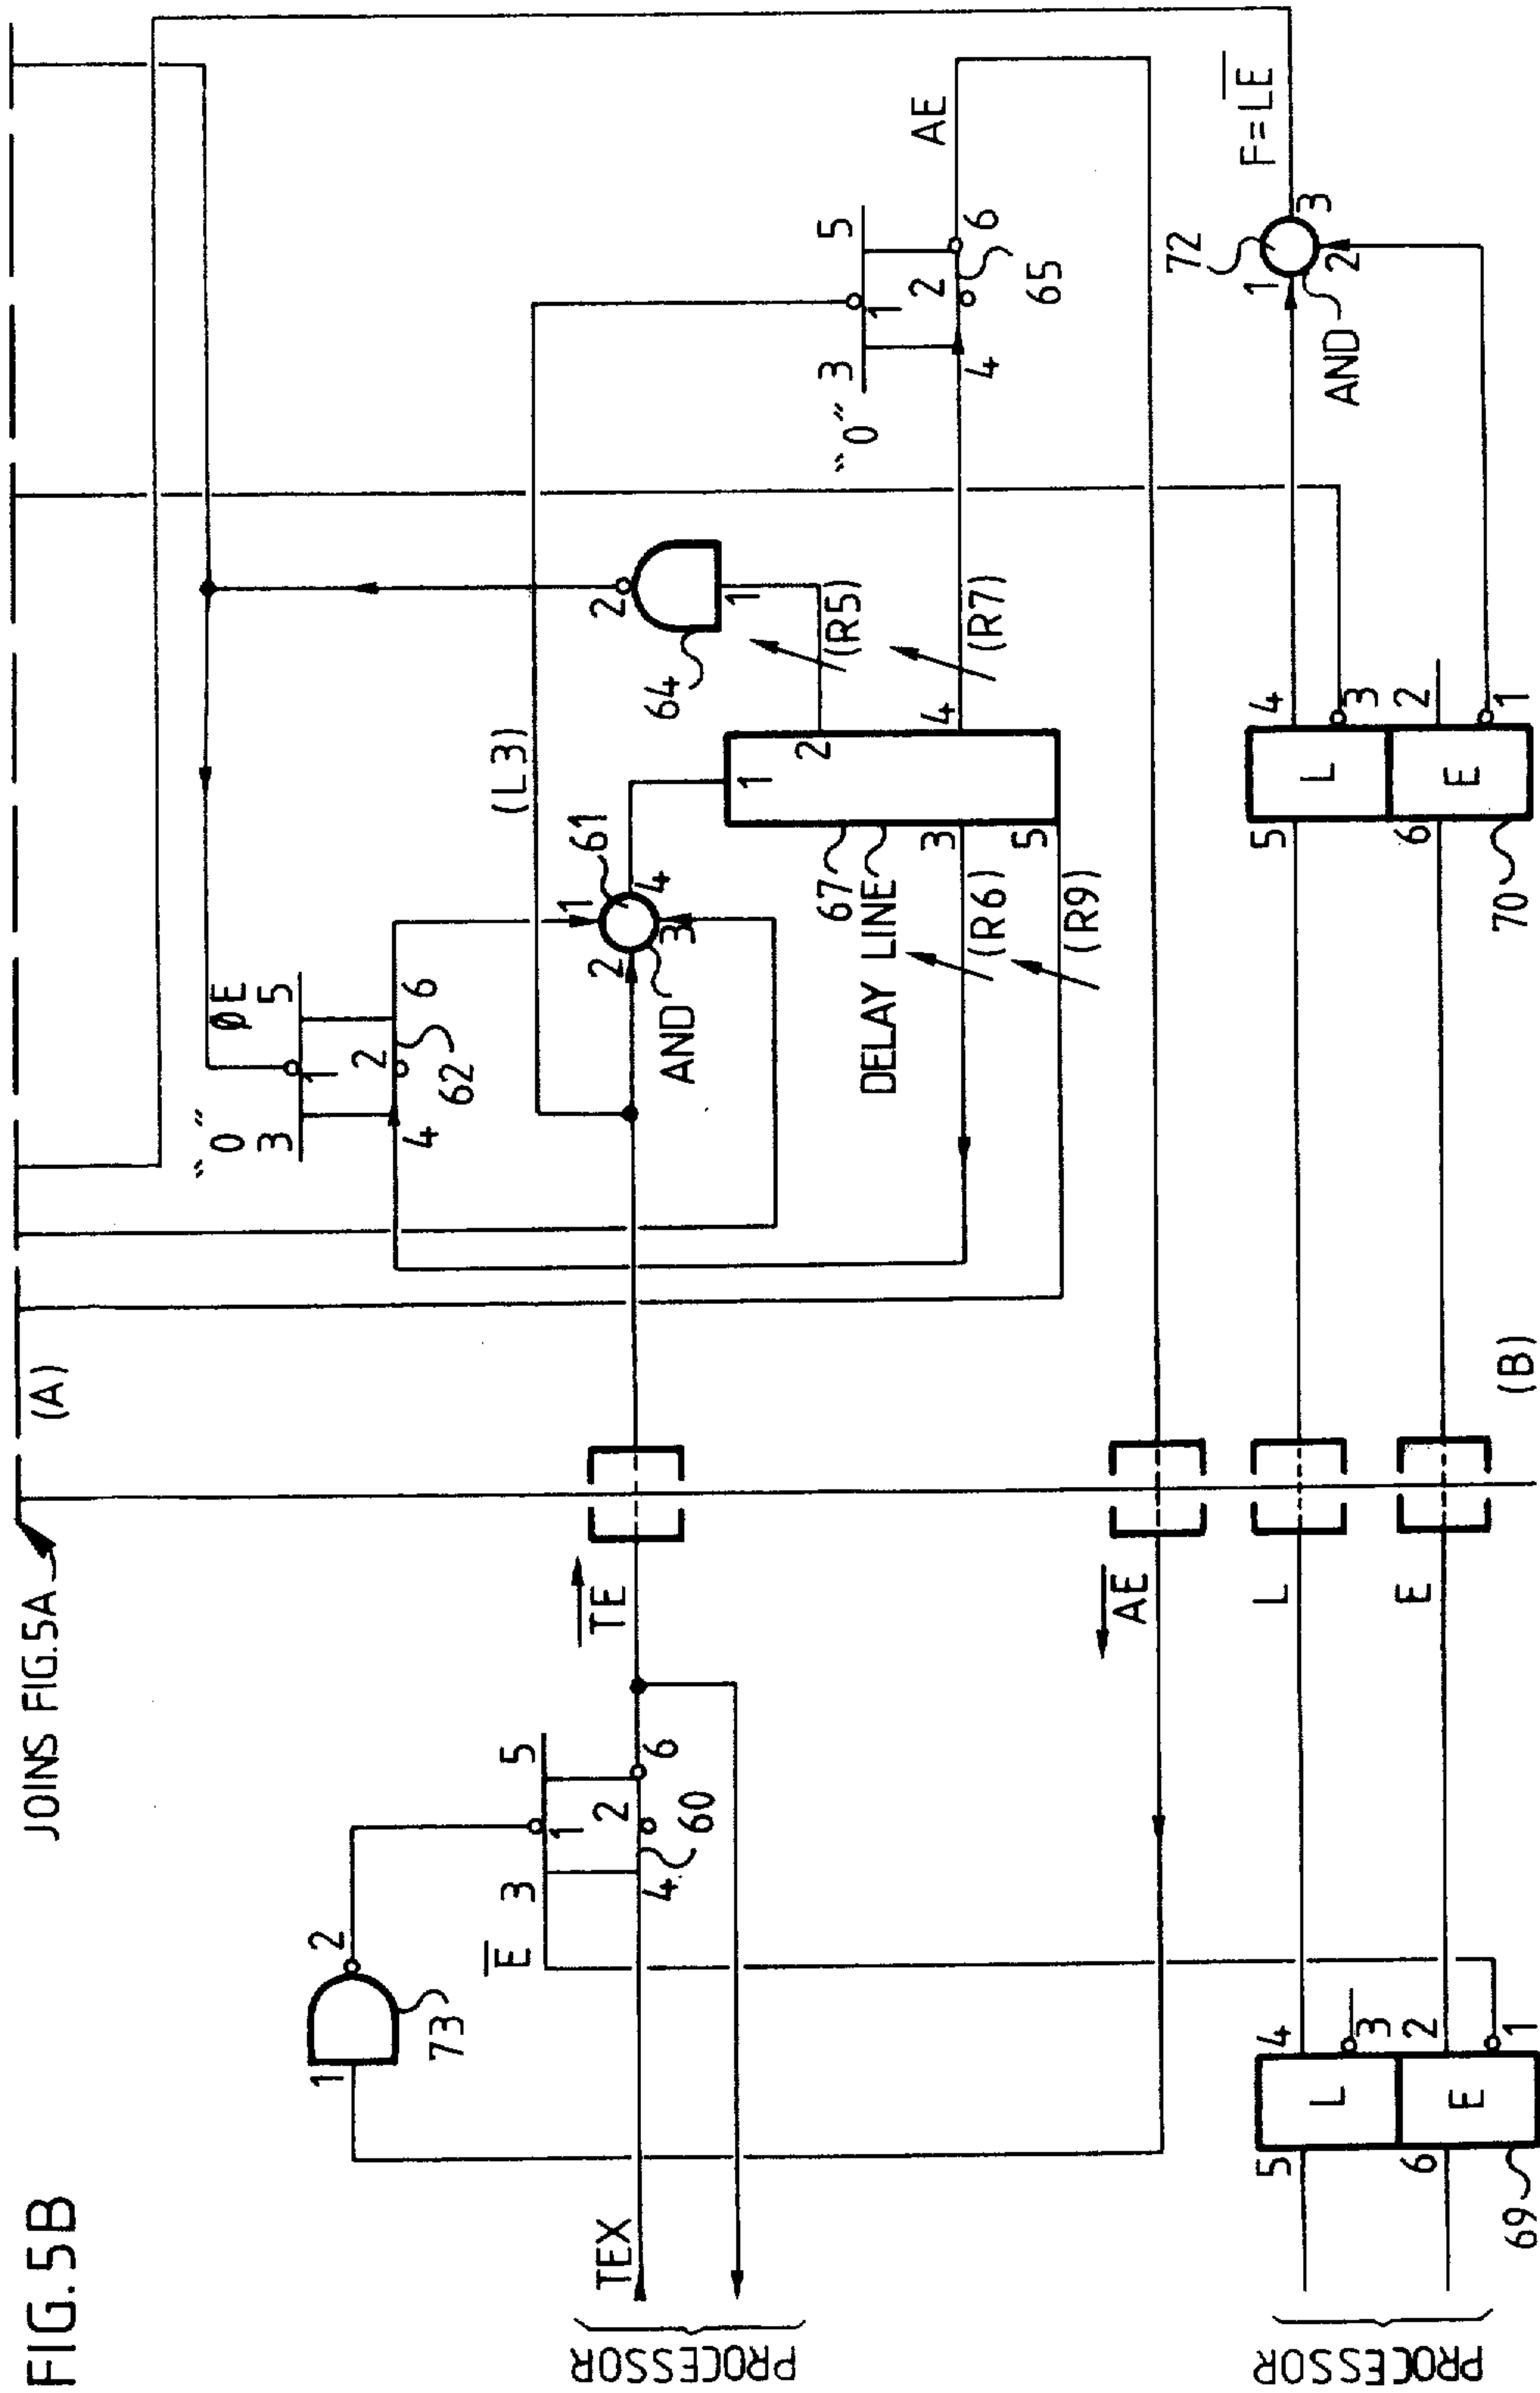 FIG.5B
JOINS FIG.5A
(A)
"0"
3
ØE
5
1
2
4
6
62
1
2
73
E̅
3
5
1
2
4
6
60
TEX
PROCESSOR
T̅E̅
(L3)
1
61
2
3
4
AND
2
64
1
(R5)
1
2
67
DELAY LINE
3
4
5
(R6)
(R7)
(R9)
"0"
3
5
1
2
4
6
65
AE
A̅E̅
72
1
2
3
AND
F=LE̅
PROCESSOR
5
L
4
3
6
E
2
1
69
L
E
(B)
5
L
4
3
6
E
2
1
70